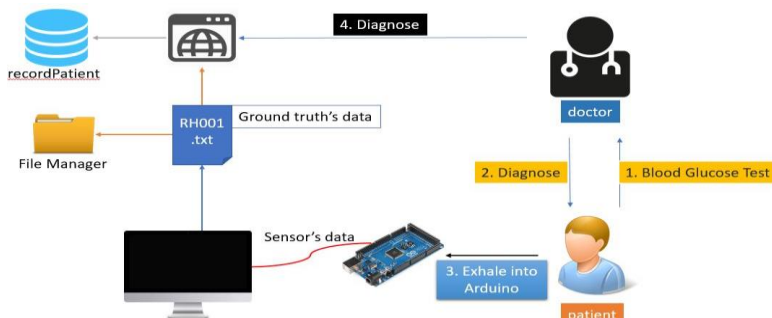 4. Diagnose
recordPatient
RH001
.txt
Ground truth's data
doctor
File Manager
2. Diagnose
1. Blood Glucose Test
Sensor's data
3. Exhale into
Arduino
patient